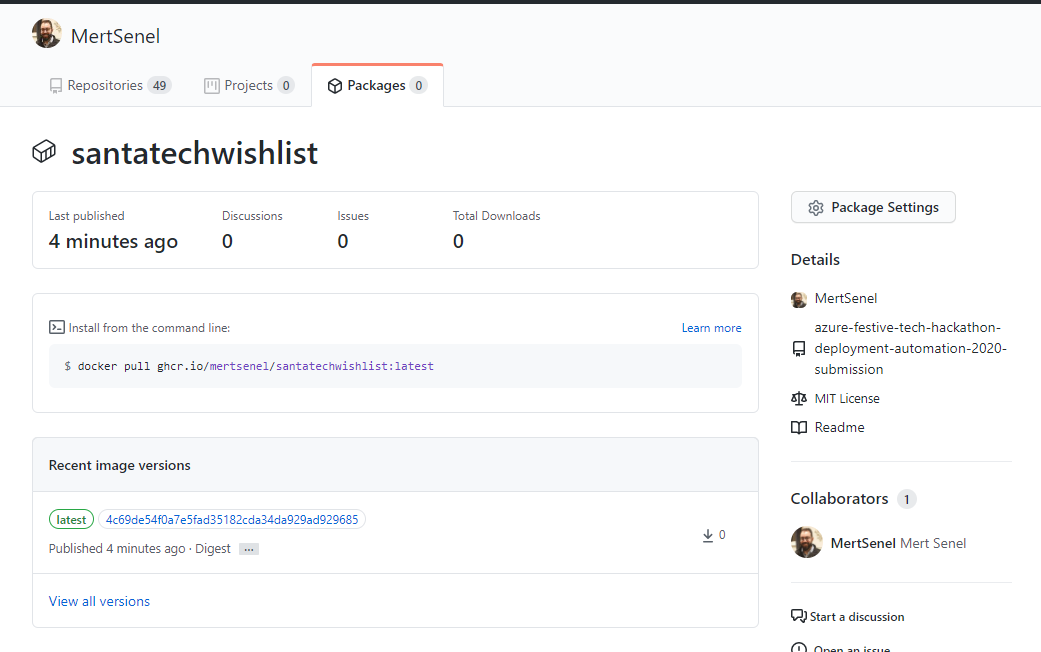 MertSenel
Repositories 49 Projects 0 Packages 0
santatechwishlist
Last published Discussions Issues Total Downloads
4 minutes ago 0 0 0
Install from the command line: Learn more
$ docker pull ghcr.io/mertsenel/santatechwishlist:latest
Recent image versions
latest 4c69de54f0a7e5fad35182cda34da929ad929685
0
Published 4 minutes ago · Digest ...
View all versions
Package Settings
Details
MertSenel
azure-festive-tech-hackathon-
deployment-automation-2020-
submission
MIT License
Readme
Collaborators 1
MertSenel Mert Senel
Start a discussion
Open an issue